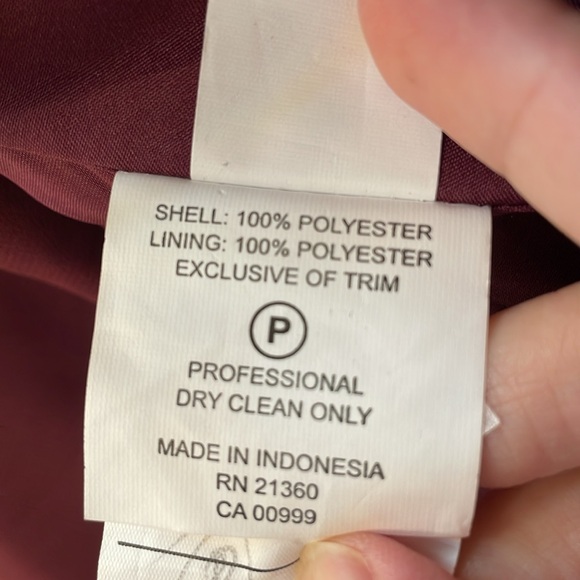 SHELL: 100% POLYESTER
LINING: 100% POLYESTER
EXCLUSIVE OF TRIM
P
PROFESSIONAL
DRY CLEAN ONLY
MADE IN INDONESIA
RN 21360
CA 00999